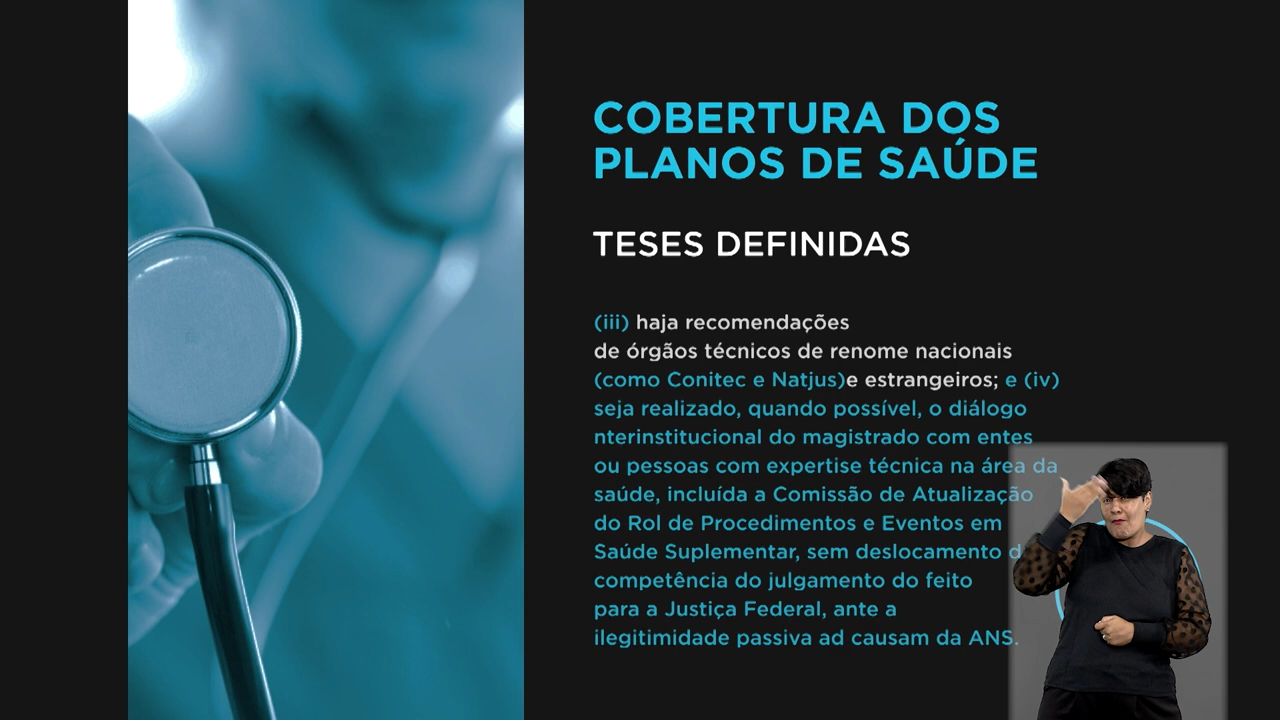 COBERTURA DOS
PLANOS DE SAÚDE
TESES DEFINIDAS
(iii) haja recomendações
de órgãos técnicos de renome nacionais
(como Conitec e Natjus)e estrangeiros; e (iv)
seja realizado, quando possível, o diálogo
nterinstitucional do magistrado com entes
ou pessoas com expertise técnica na área da
saúde, incluída a Comissão de Atualização
do Rol de Procedimentos e Eventos em
Saúde Suplementar, sem deslocamento
competência do julgamento do feito
para a Justiça Federal, ante a
ilegitimidade passiva ad causam da ANS.